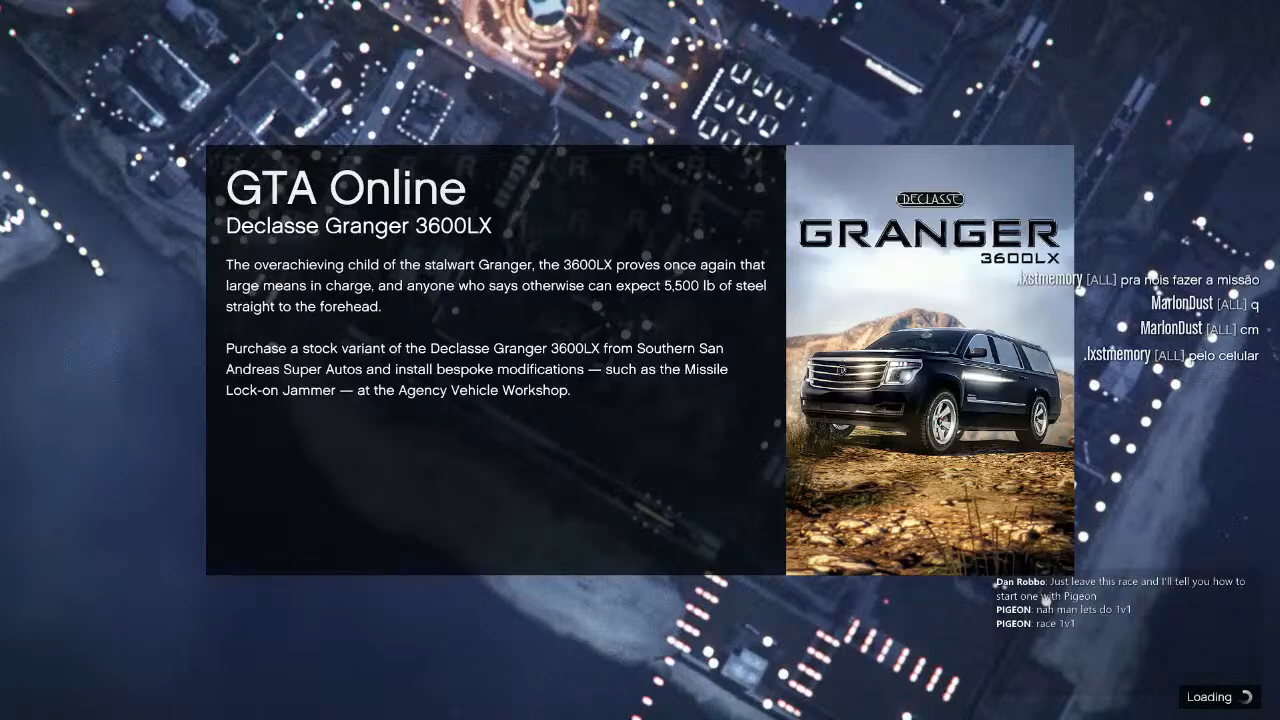 GTA Online
Declasse Granger 3600LX
The overachieving child of the stalwart Granger, the 3600LX proves once again that
large means in charge, and anyone who says otherwise can expect 5,500 lb of steel
straight to the forehead.
Purchase a stock variant of the Declasse Granger 3600LX from Southern San
Andreas Super Autos and install bespoke modifications — such as the Missile
Lock-on Jammer — at the Agency Vehicle Workshop.
DECLASSE
GRANGER
3600LX
.lxstmemory [ALL] pra nois fazer a missão
MarlonDust [ALL] q
MarlonDust [ALL] cm
.lxstmemory [ALL] pelo celular
Dan Robbo: Just leave this race and I'll tell you how to
start one with Pigeon
PIGEON: nah man lets do 1v1
PIGEON: race 1v1
Loading